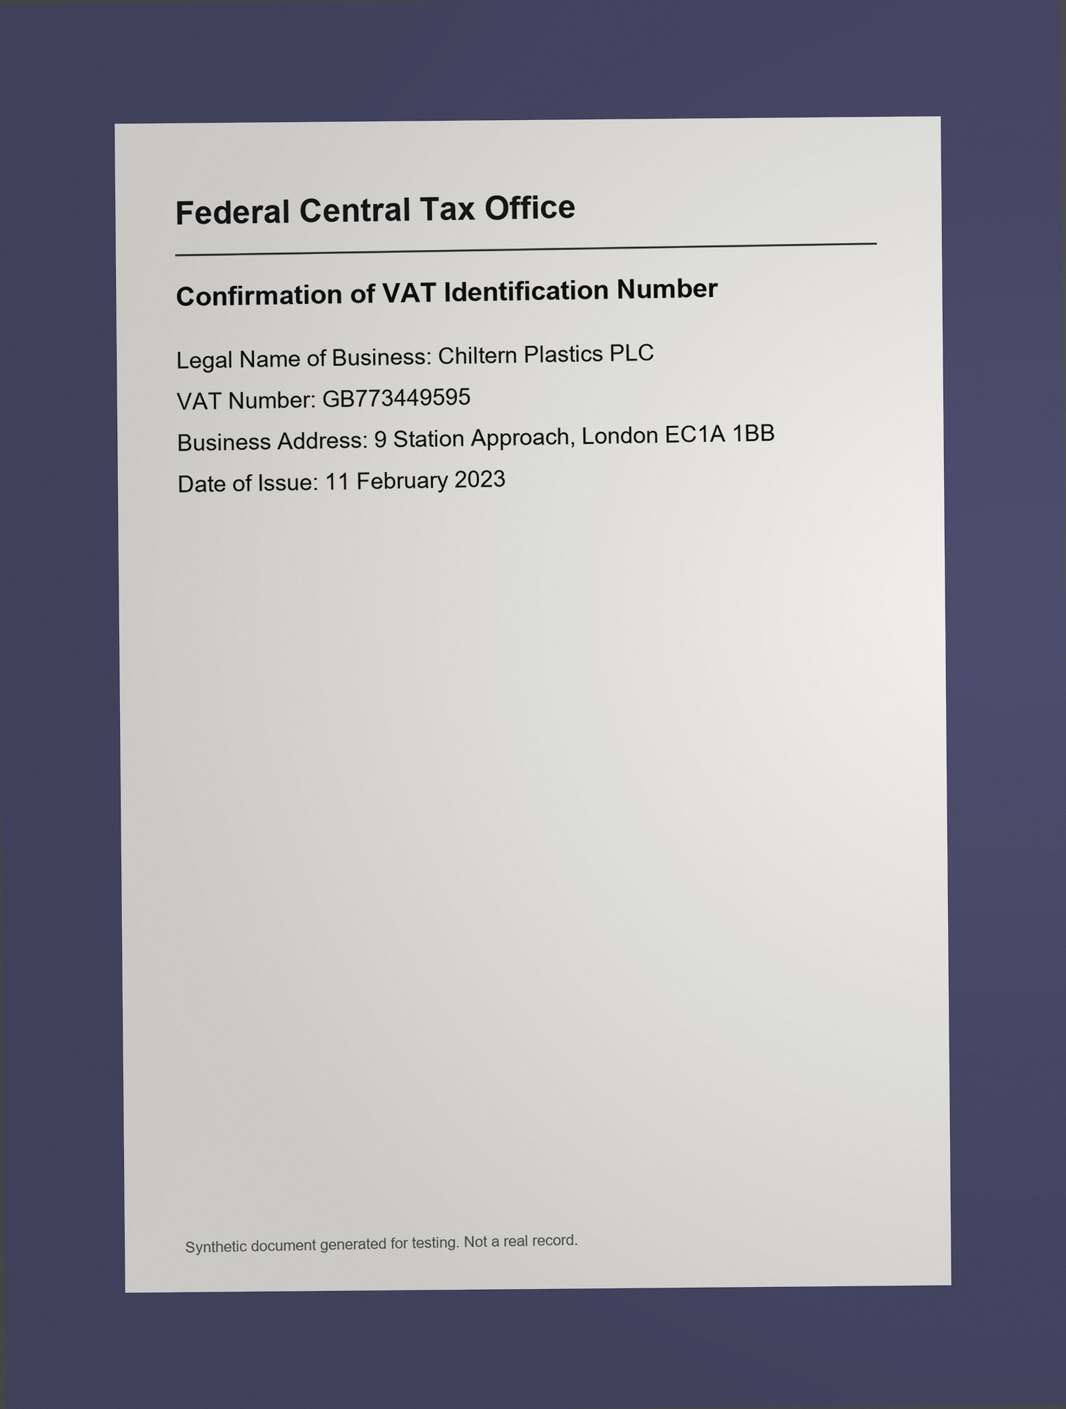 Federal Central Tax Office
Confirmation of VAT Identification Number
Legal Name of Business: Chiltern Plastics PLC
VAT Number: GB773449595
Business Address: 9 Station Approach, London EC1A 1BB
Date of Issue: 11 February 2023
Synthetic document generated for testing. Not a real record.